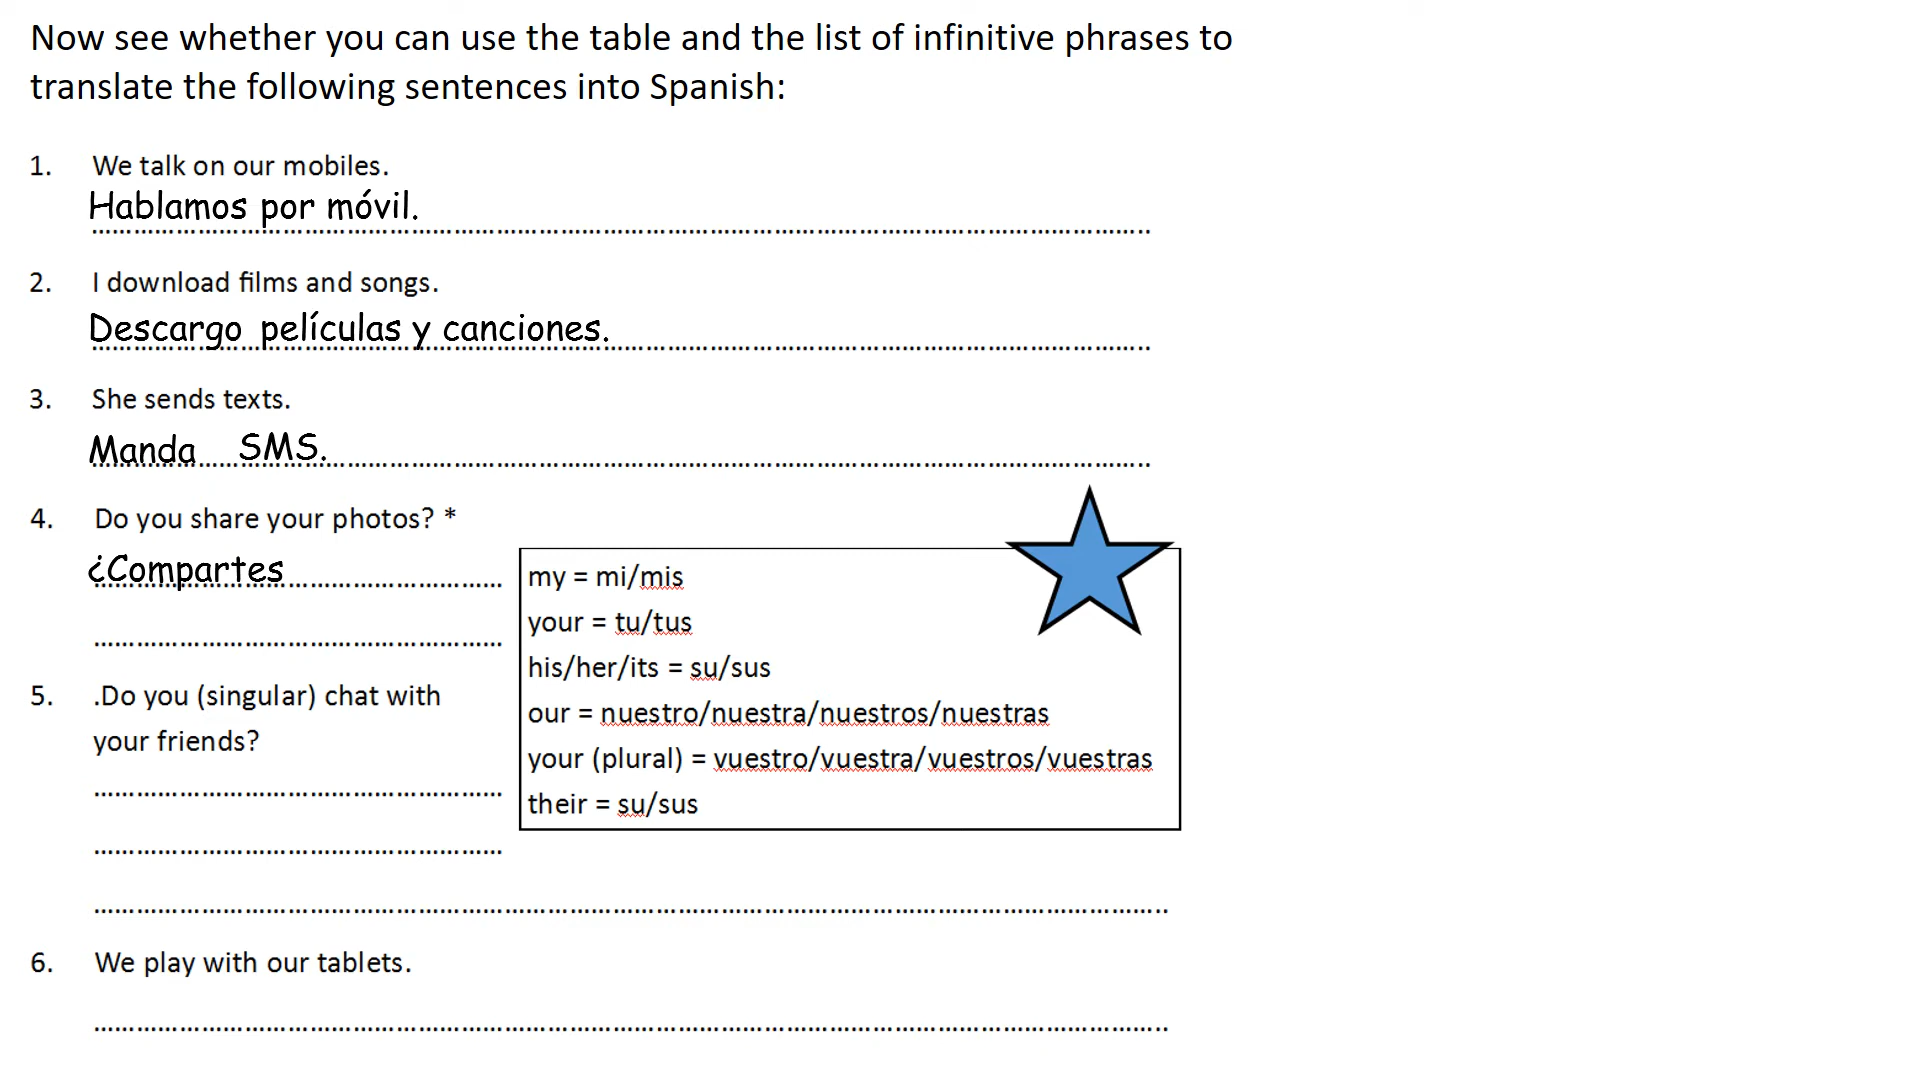 Now see whether you can use the table and the list of infinitive phrases to
translate the following sentences into Spanish:
1. We talk on our mobiles.
Hablamos por móvil.
2. I download films and songs.
Descargo películas y canciones.
3. She sends texts.
Manda SMS.
4. Do you share your photos? *
¿Compartes
my = mi/mis
your = tu/tus
his/her/its = su/sus
our = nuestro/nuestra/nuestros/nuestras
your (plural) = vuestro/vuestra/vuestros/vuestras
their = su/sus
5. .Do you (singular) chat with
your friends?
6. We play with our tablets.